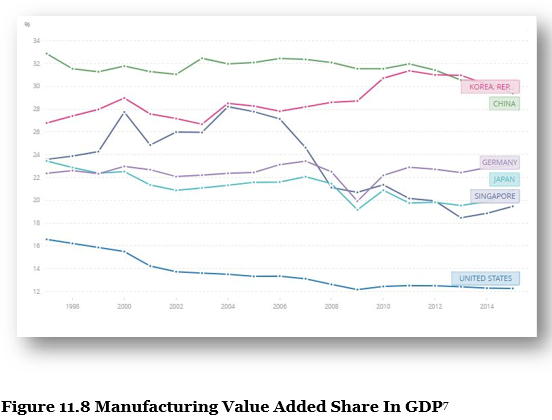 %
34
32
30
28
26
24
22
20
18
16
14
12
KOREA, REP.
CHINA
GERMANY
JAPAN
SINGAPORE
UNITED STATES
1998 2000 2002 2004 2006 2008 2010 2012 2014
Figure 11.8 Manufacturing Value Added Share In GDP⁷